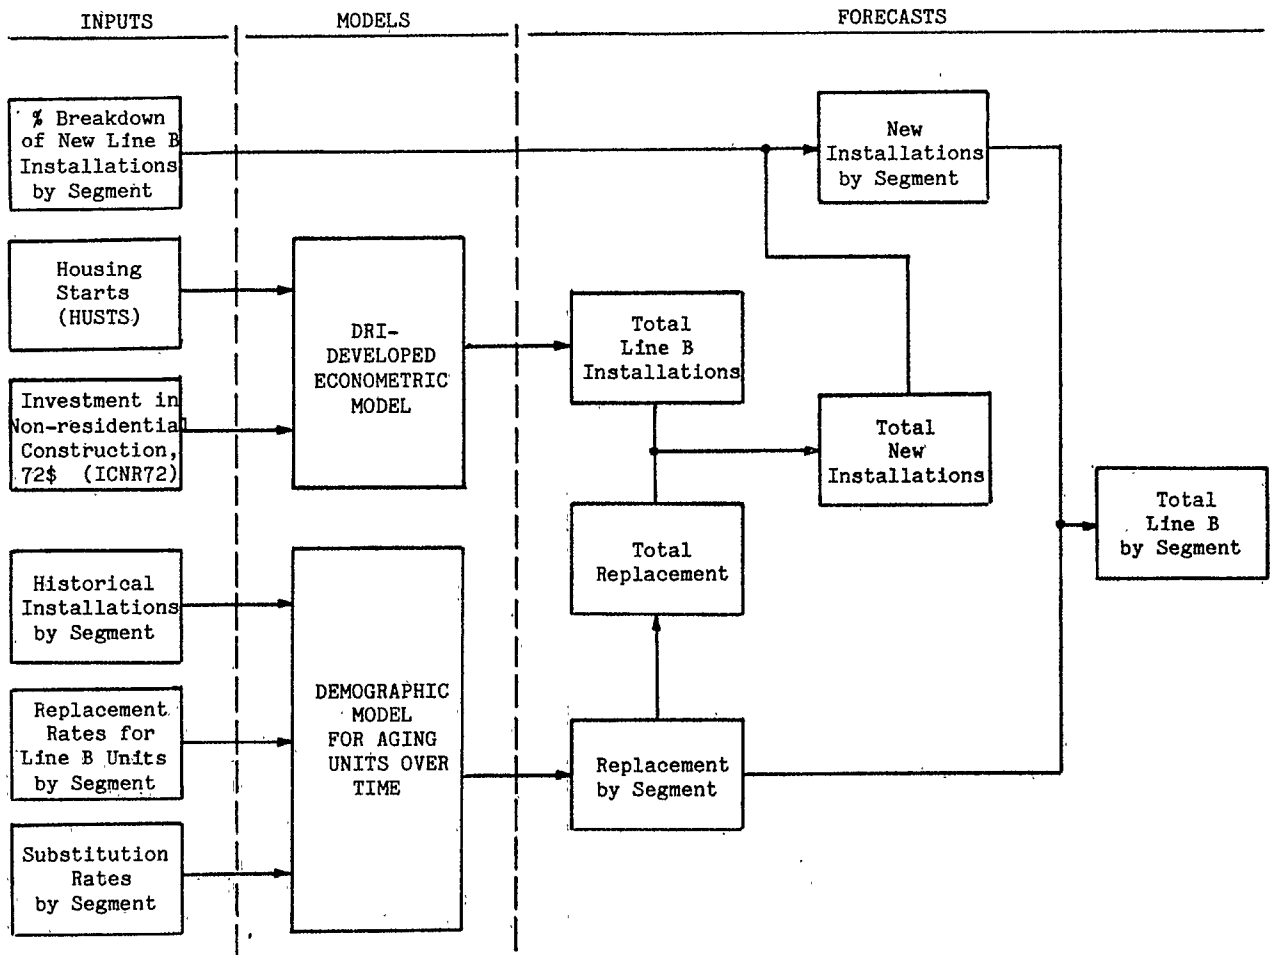 INPUTS
MODELS
FORECASTS
% Breakdown
of New Line B
Installations
by Segment
New
Installations
by Segment
Housing
Starts
(HUSTS)
DRI-
DEVELOPED
ECONOMETRIC
MODEL
Total
Line B
Installations
Investment in
Non-residential
Construction,
72$ (ICNR72)
Total
New
Installations
Total
Line B
by Segment
Total
Replacement
Historical
Installations
by Segment
DEMOGRAPHIC
MODEL
FOR AGING
UNITS OVER
TIME
Replacement
Rates for
Line B Units
by Segment
Replacement
by Segment
Substitution
Rates
by Segment